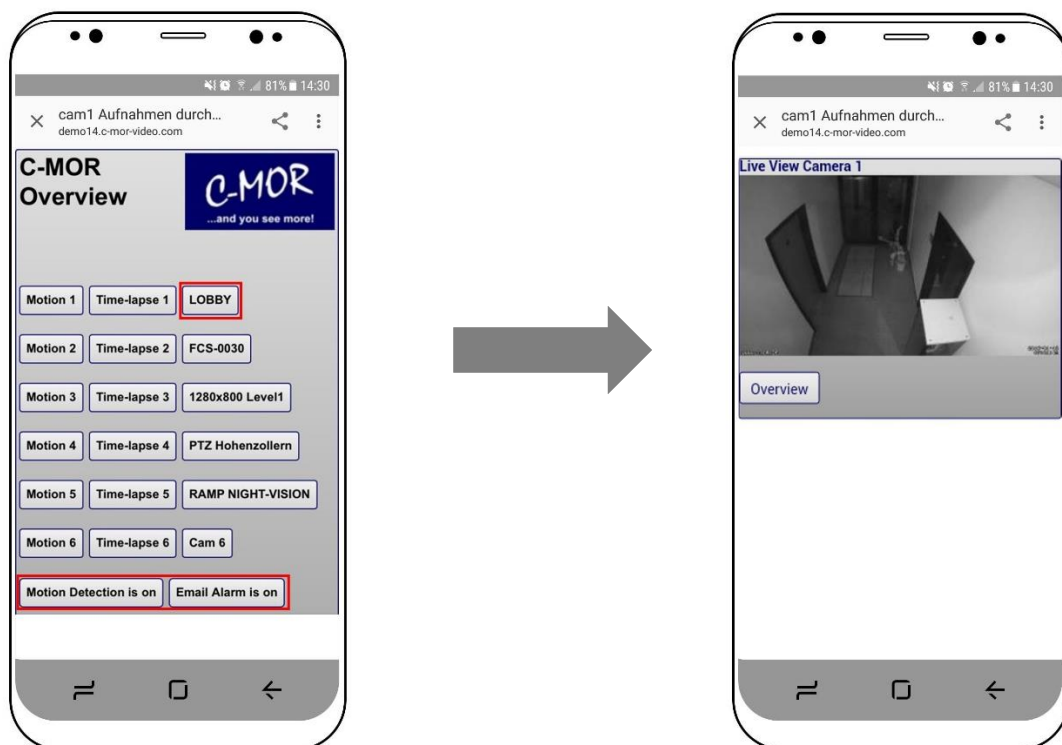 81% 14:30
cam1 Aufnahmen durch...
demo14.c-mor-video.com
C-MOR
Overview
C-MOR
...and you see more!
Motion 1 Time-lapse 1 LOBBY
Motion 2 Time-lapse 2 FCS-0030
Motion 3 Time-lapse 3 1280x800 Level1
Motion 4 Time-lapse 4 PTZ Hohenzollern
Motion 5 Time-lapse 5 RAMP NIGHT-VISION
Motion 6 Time-lapse 6 Cam 6
Motion Detection is on Email Alarm is on
81% 14:30
cam1 Aufnahmen durch...
demo14.c-mor-video.com
Live View Camera 1
Overview